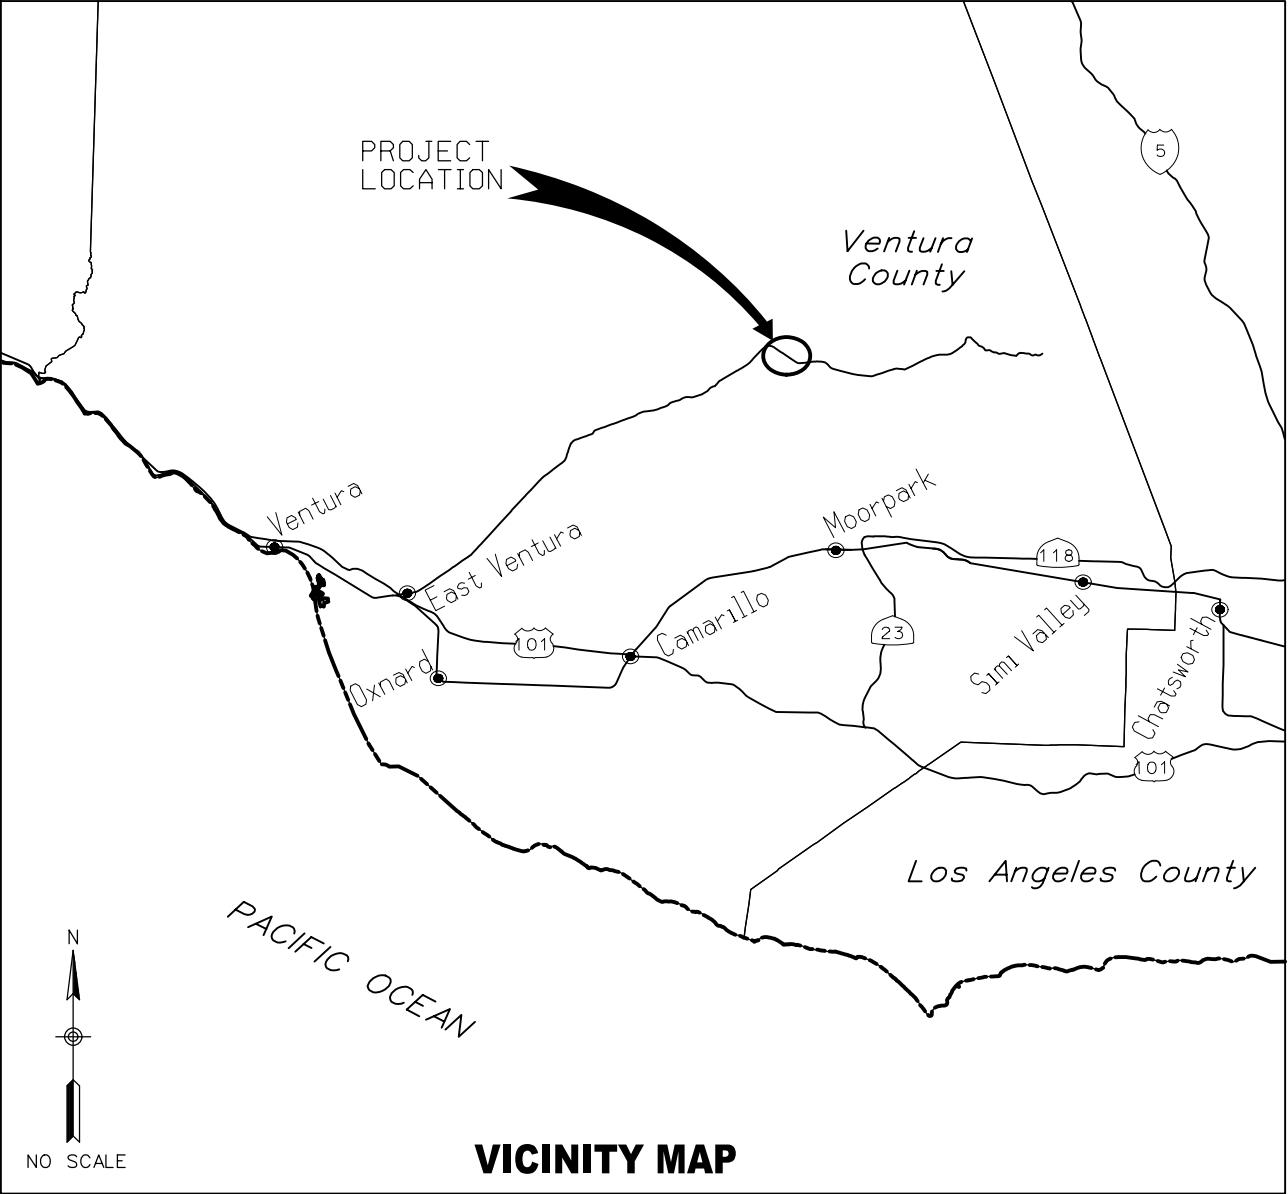 PROJECT
LOCATION
5
Ventura
County
Ventura
East Ventura
Moorpark
118
101
Camarillo
23
Simi Valley
Oxnard
Chatsworth
101
Los Angeles County
PACIFIC OCEAN
N
NO SCALE
VICINITY MAP